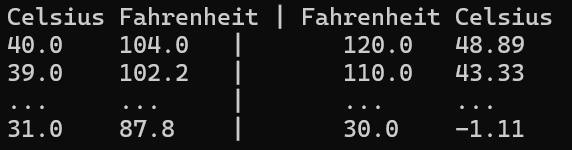 Celsius Fahrenheit | Fahrenheit Celsius
40.0    104.0   |       120.0   48.89
39.0    102.2   |       110.0   43.33
...     ...     |       ...     ...
31.0    87.8    |       30.0    -1.11